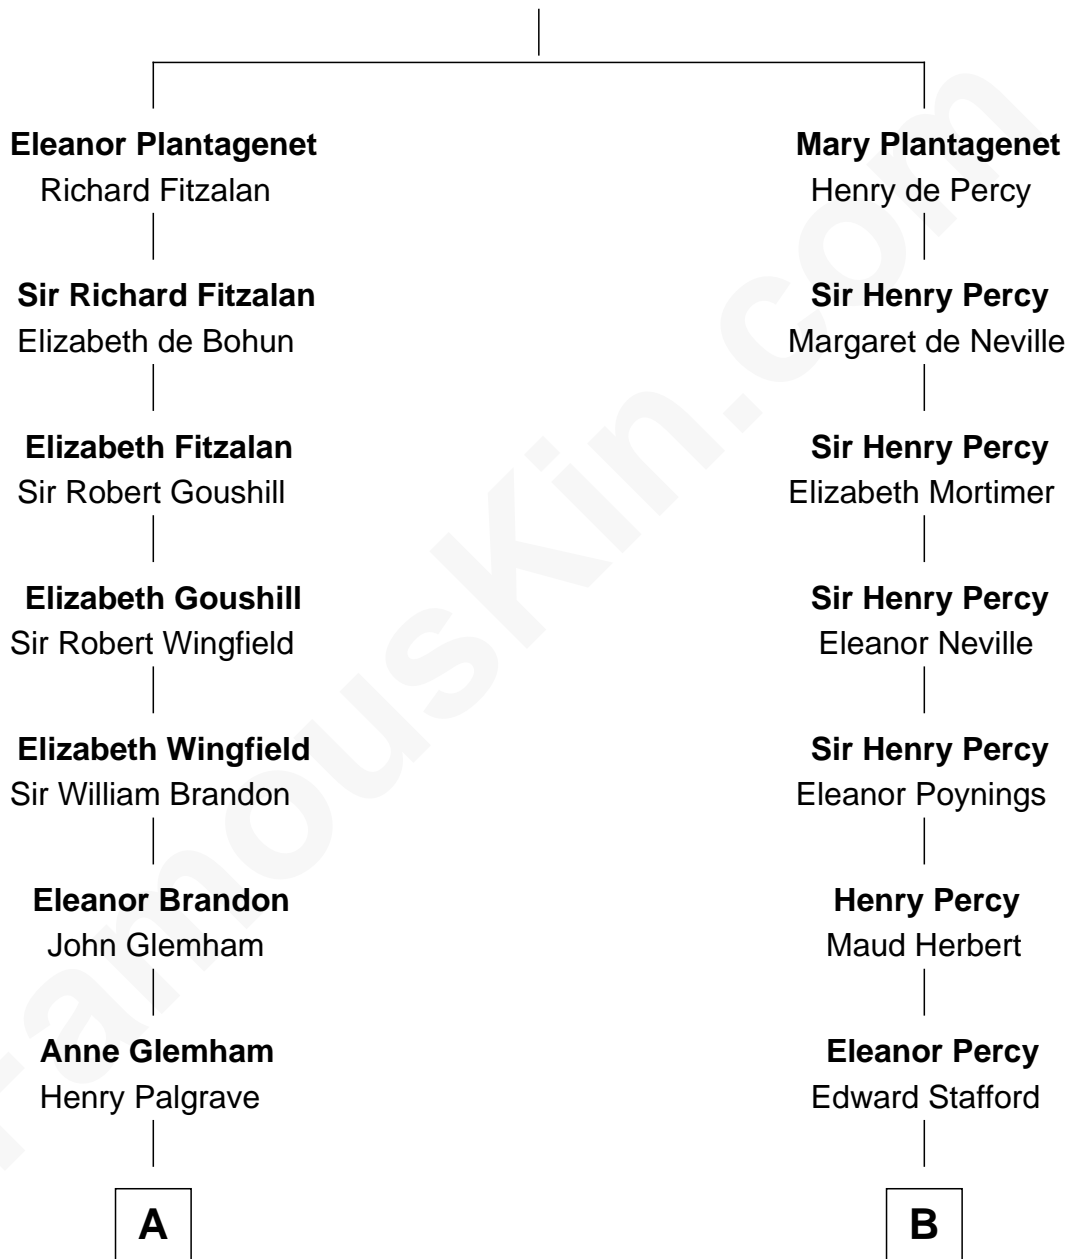 Eleanor Plantagenet
Richard Fitzalan
Sir Richard Fitzalan
Elizabeth de Bohun
Elizabeth Fitzalan
Sir Robert Goushill
Elizabeth Goushill
Sir Robert Wingfield
Elizabeth Wingfield
Sir William Brandon
Eleanor Brandon
John Glemham
Anne Glemham
Henry Palgrave
A
Mary Plantagenet
Henry de Percy
Sir Henry Percy
Margaret de Neville
Sir Henry Percy
Elizabeth Mortimer
Sir Henry Percy
Eleanor Neville
Sir Henry Percy
Eleanor Poynings
Henry Percy
Maud Herbert
Eleanor Percy
Edward Stafford
B
FamousKin.com